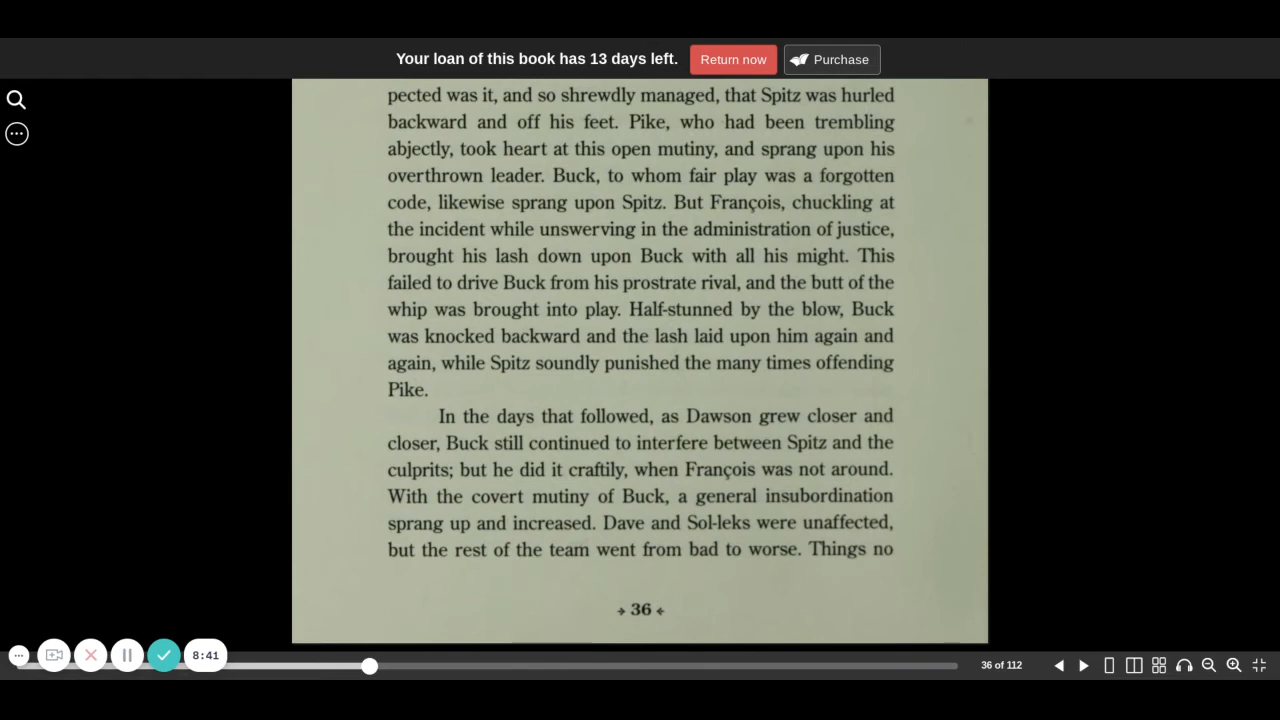 Your loan of this book has 13 days left.
Return now
Purchase
pected was it, and so shrewdly managed, that Spitz was hurled
backward and off his feet. Pike, who had been trembling
abjectly, took heart at this open mutiny, and sprang upon his
overthrown leader. Buck, to whom fair play was a forgotten
code, likewise sprang upon Spitz. But François, chuckling at
the incident while unswerving in the administration of justice,
brought his lash down upon Buck with all his might. This
failed to drive Buck from his prostrate rival, and the butt of the
whip was brought into play. Half-stunned by the blow, Buck
was knocked backward and the lash laid upon him again and
again, while Spitz soundly punished the many times offending
Pike.
In the days that followed, as Dawson grew closer and
closer, Buck still continued to interfere between Spitz and the
culprits; but he did it craftily, when François was not around.
With the covert mutiny of Buck, a general insubordination
sprang up and increased. Dave and Sol-leks were unaffected,
but the rest of the team went from bad to worse. Things no
36
8:41
36 of 112